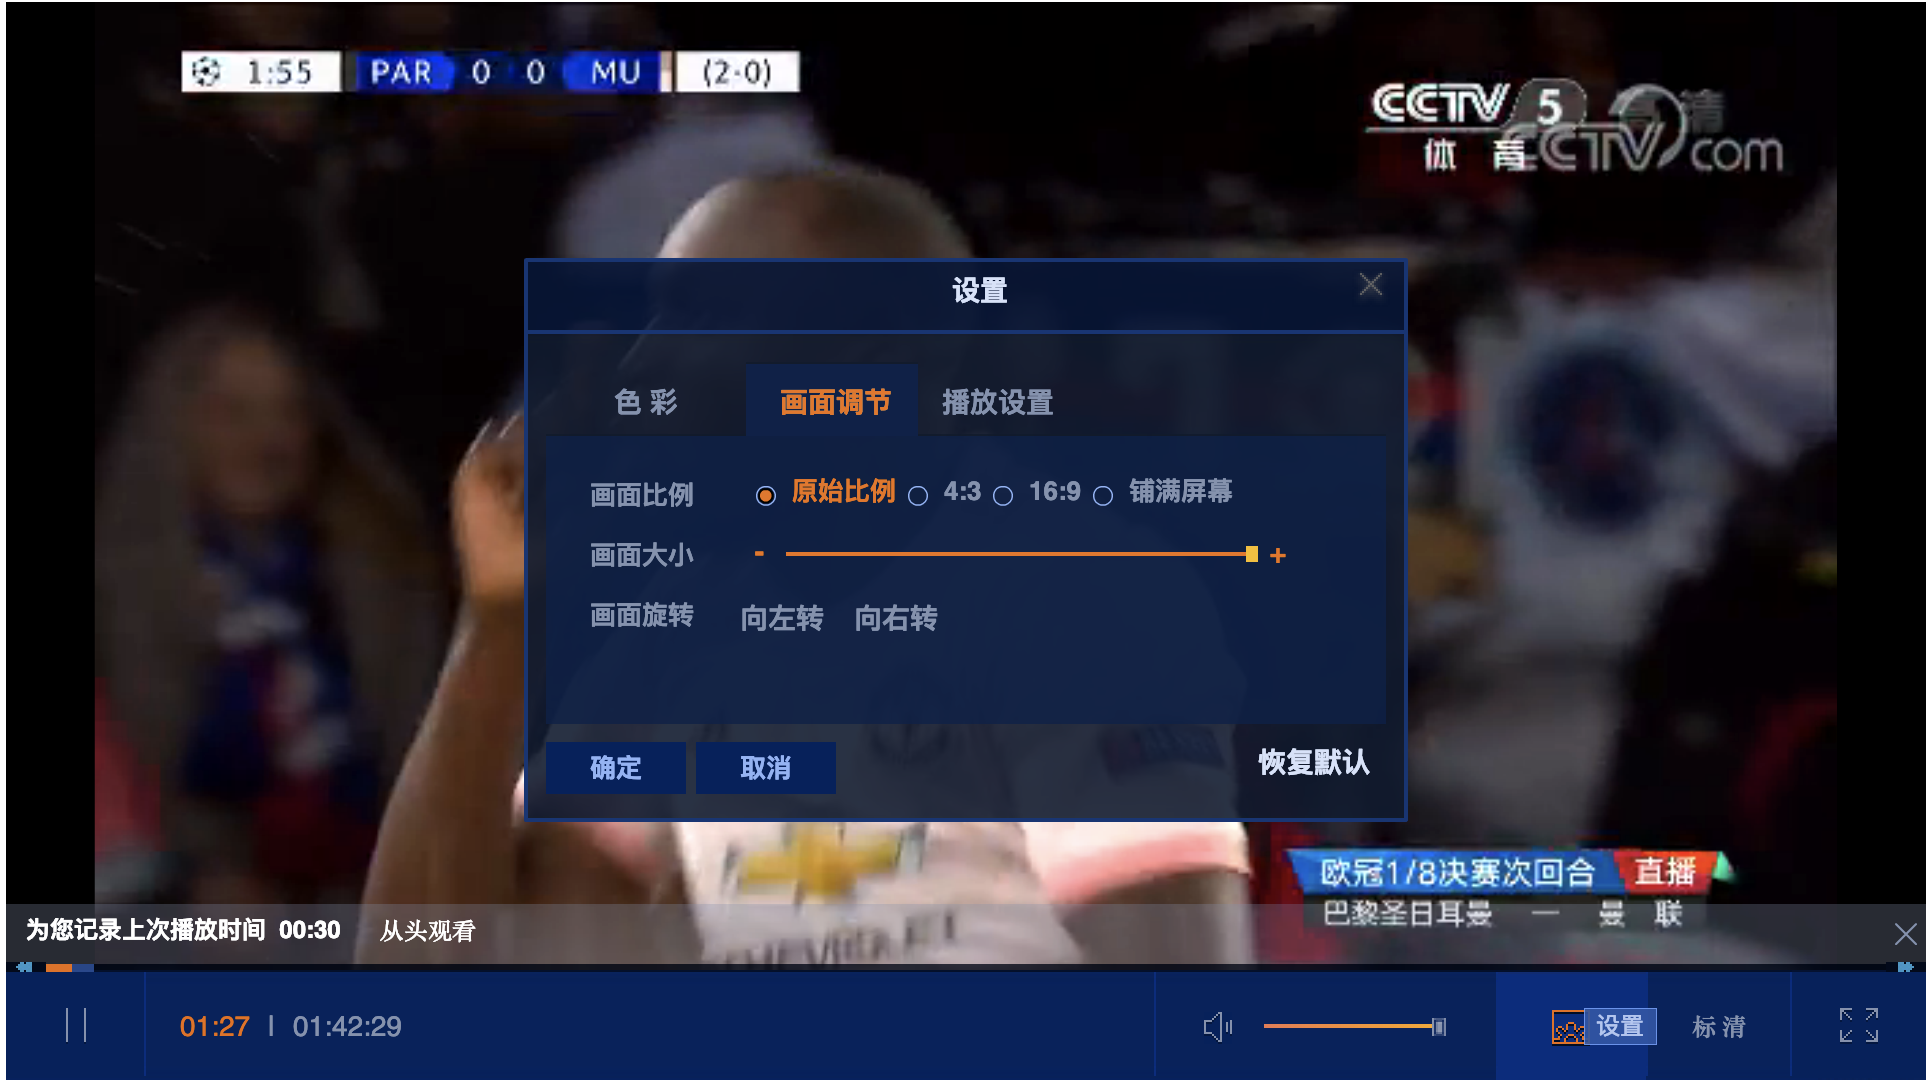 1:55 PAR 0 0 MU (2-0)
CCTV 5 高清
体育 CCTV com
设置
色彩 画面调节 播放设置
画面比例 原始比例 4:3 16:9 铺满屏幕
画面大小 - +
画面旋转 向左转 向右转
确定 取消 恢复默认
欧冠1/8决赛次回合 直播
巴黎圣日耳曼 一 曼联
为您记录上次播放时间 00:30 从头观看
01:27 | 01:42:29 设置 标清